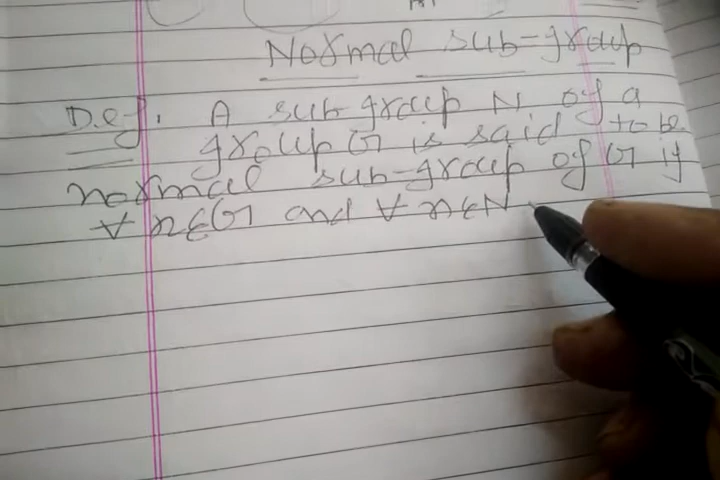 Normal sub-group
Def. A sub-group N of a
group G is said to be
normal sub-group of G if
∀ x∈G and ∀ n∈N